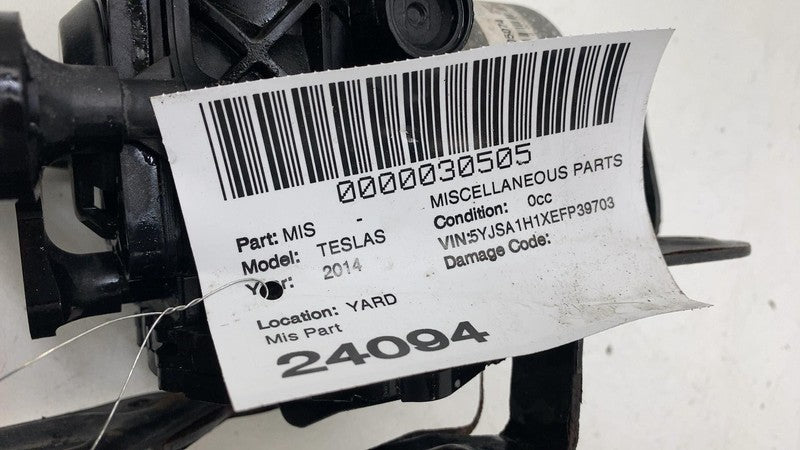 0000030505
Part: MIS - MISCELLANEOUS PARTS
Model: TESLAS Condition: 0cc
Year: 2014 VIN:5YJSA1H1XEFP39703
Damage Code:
Location: YARD
Mis Part
24094